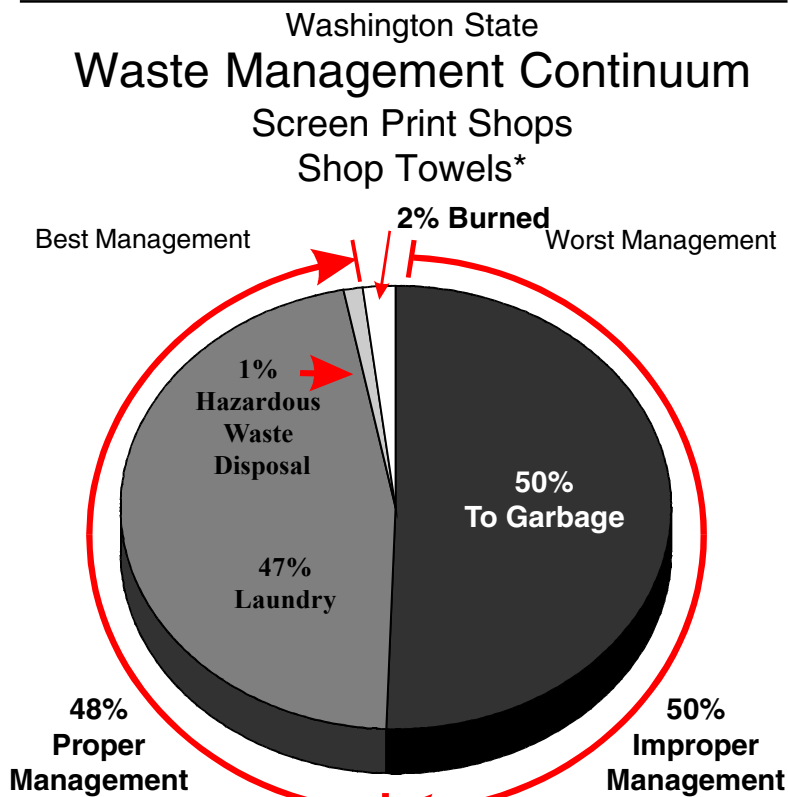 Washington State
Waste Management Continuum
Screen Print Shops
Shop Towels*
2% Burned
Best Management
Worst Management
1%
Hazardous
Waste
Disposal
50%
To Garbage
47%
Laundry
48%
Proper
Management
50%
Improper
Management